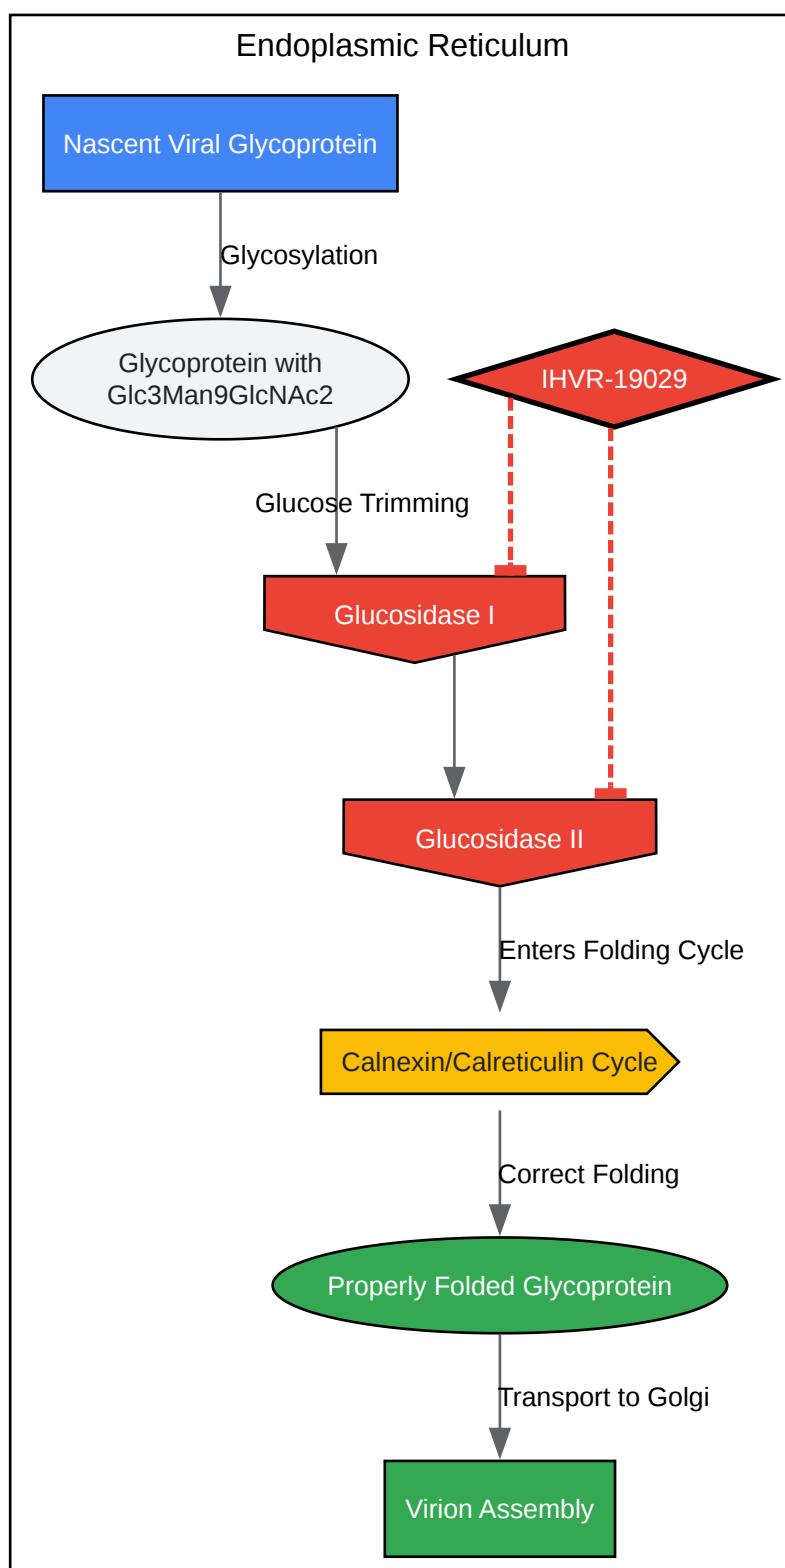 Endoplasmic Reticulum
Nascent Viral Glycoprotein
Glycosylation
Glycoprotein with
Glc3Man9GlcNAc2
IHVR-19029
Glucose Trimming
Glucosidase I
Glucosidase II
Enters Folding Cycle
Calnexin/Calreticulin Cycle
Correct Folding
Properly Folded Glycoprotein
Transport to Golgi
Virion Assembly